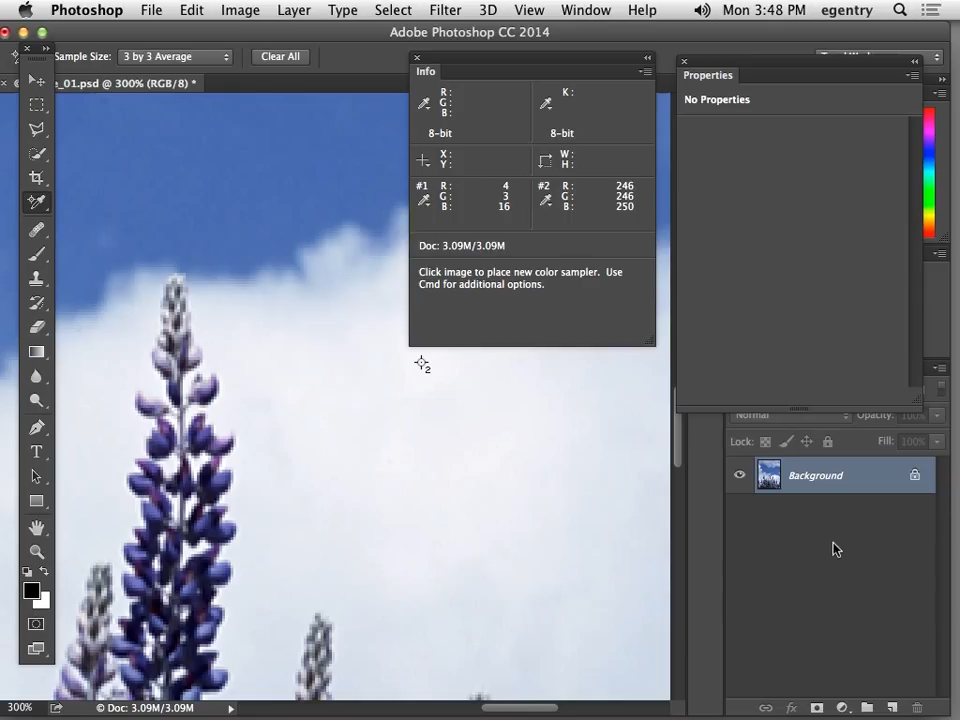 Photoshop File Edit Image Layer Type Select Filter 3D View Window Help Mon 3:48 PM egentry
Adobe Photoshop CC 2014
Sample Size: 3 by 3 Average Clear All
_01.psd @ 300% (RGB/8) *
Info
R:
G:
B:
8-bit
K:
8-bit
X:
Y:
W:
H:
#1 R: 4
G: 3
B: 16
#2 R: 246
G: 246
B: 250
Doc: 3.09M/3.09M
Click image to place new color sampler. Use
Cmd for additional options.
2
Properties
No Properties
Normal Opacity: 100%
Lock: Fill: 100%
Background
fx
300% © Doc: 3.09M/3.09M